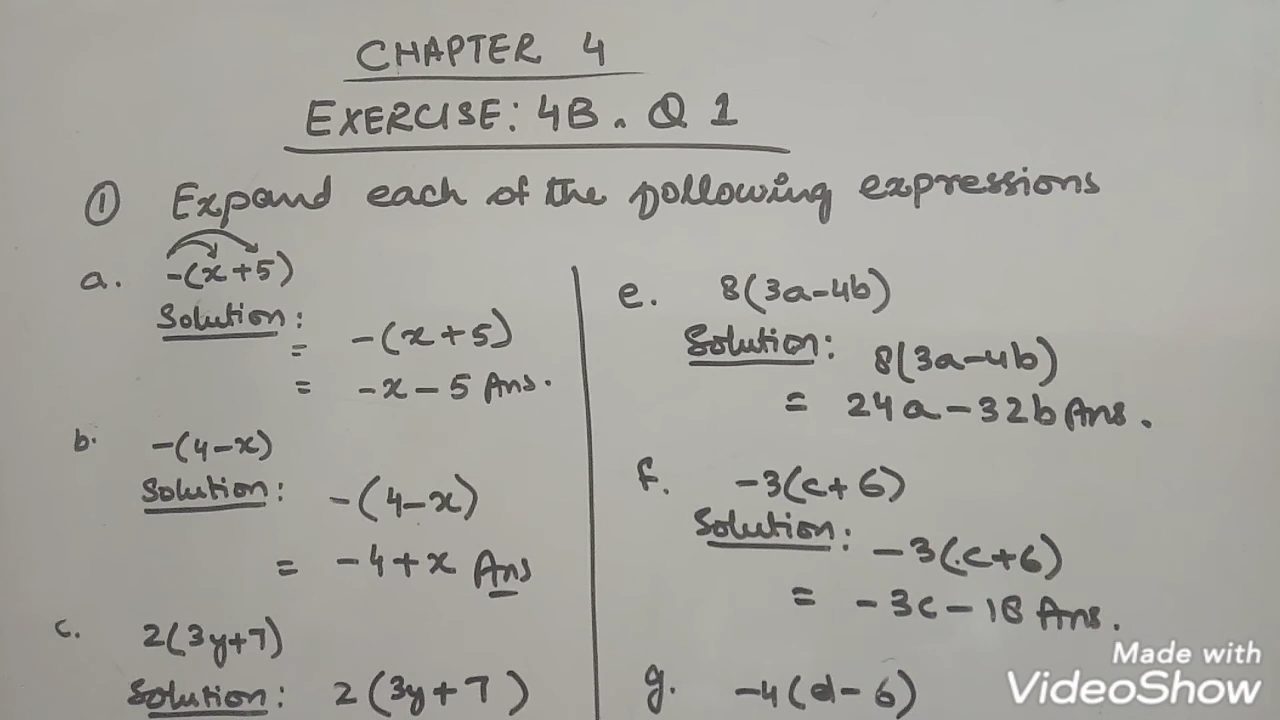 CHAPTER 4
EXERCISE: 4B. Q 1
① Expand each of the following expressions
a. -(x+5)
Solution:
= -(x+5)
= -x-5 Ans.
b. -(4-x)
Solution: -(4-x)
= -4+x Ans
c. 2(3y+7)
Solution: 2(3y+7)
e. 8(3a-4b)
Solution: 8(3a-4b)
= 24a-32b Ans.
f. -3(c+6)
Solution: -3(c+6)
= -3c-18 Ans.
g. -4(d-6)
Made with
VideoShow